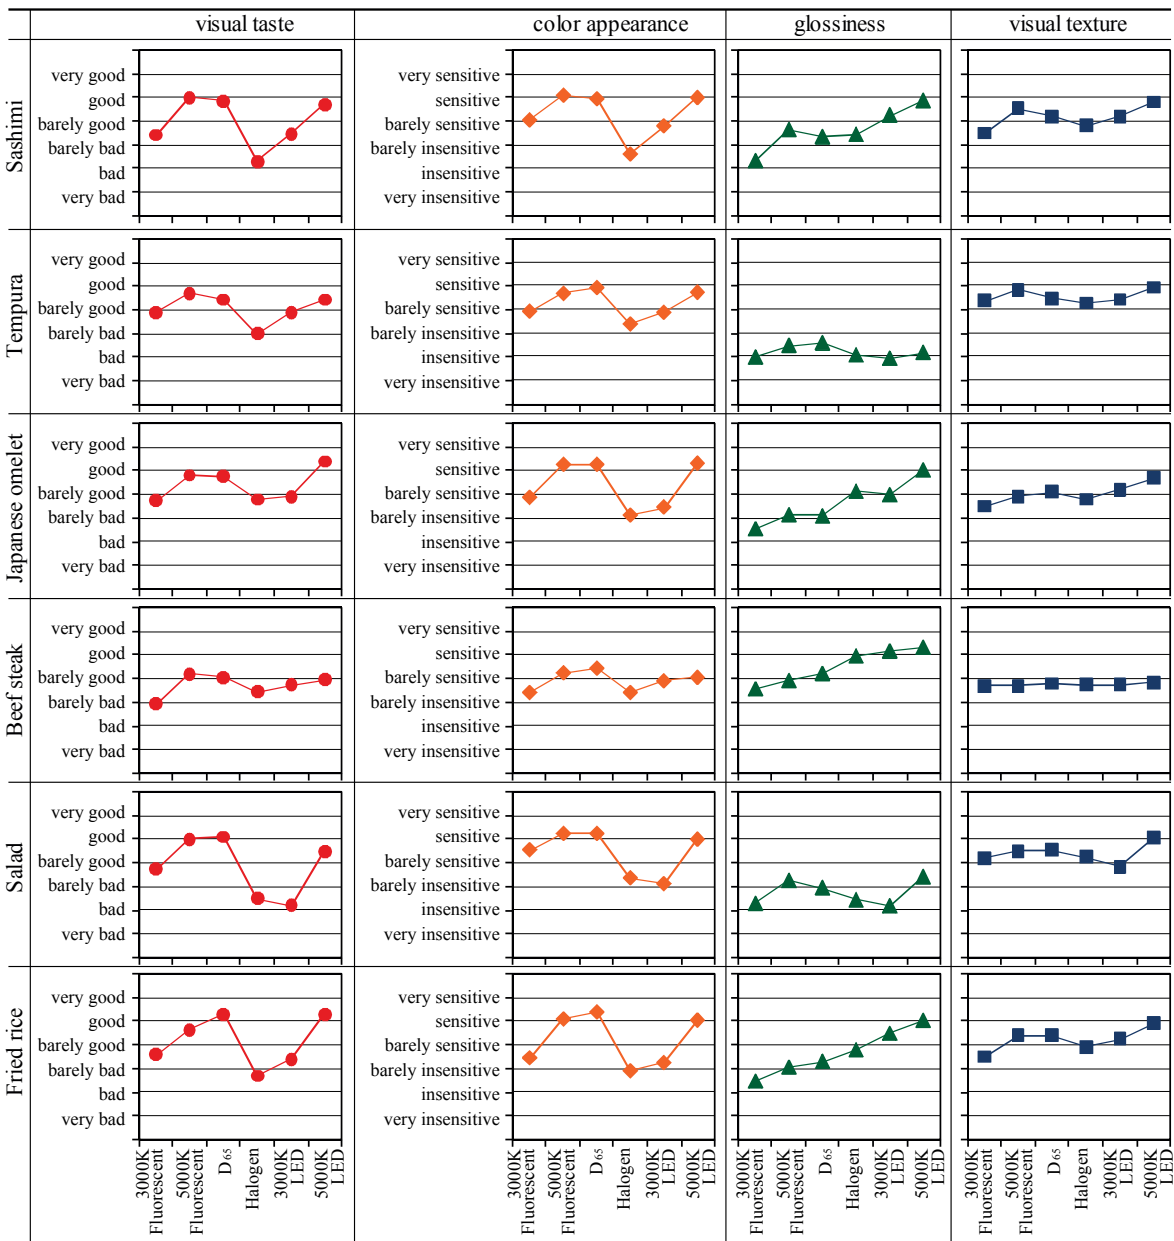 visual taste color appearance glossiness visual texture
Sashimi
very good
good
barely good
barely bad
bad
very bad
very sensitive
sensitive
barely sensitive
barely insensitive
insensitive
very insensitive
Tempura
very good
good
barely good
barely bad
bad
very bad
very sensitive
sensitive
barely sensitive
barely insensitive
insensitive
very insensitive
Japanese omelet
very good
good
barely good
barely bad
bad
very bad
very sensitive
sensitive
barely sensitive
barely insensitive
insensitive
very insensitive
Beef steak
very good
good
barely good
barely bad
bad
very bad
very sensitive
sensitive
barely sensitive
barely insensitive
insensitive
very insensitive
Salad
very good
good
barely good
barely bad
bad
very bad
very sensitive
sensitive
barely sensitive
barely insensitive
insensitive
very insensitive
Fried rice
very good
good
barely good
barely bad
bad
very bad
very sensitive
sensitive
barely sensitive
barely insensitive
insensitive
very insensitive
3000K
Fluorescent
5000K
Fluorescent
D65
Halogen
3000K
LED
5000K
LED
3000K
Fluorescent
5000K
Fluorescent
D65
Halogen
3000K
LED
5000K
LED
3000K
Fluorescent
5000K
Fluorescent
D65
Halogen
3000K
LED
5000K
LED
3000K
Fluorescent
5000K
Fluorescent
D65
Halogen
3000K
LED
5000K
LED